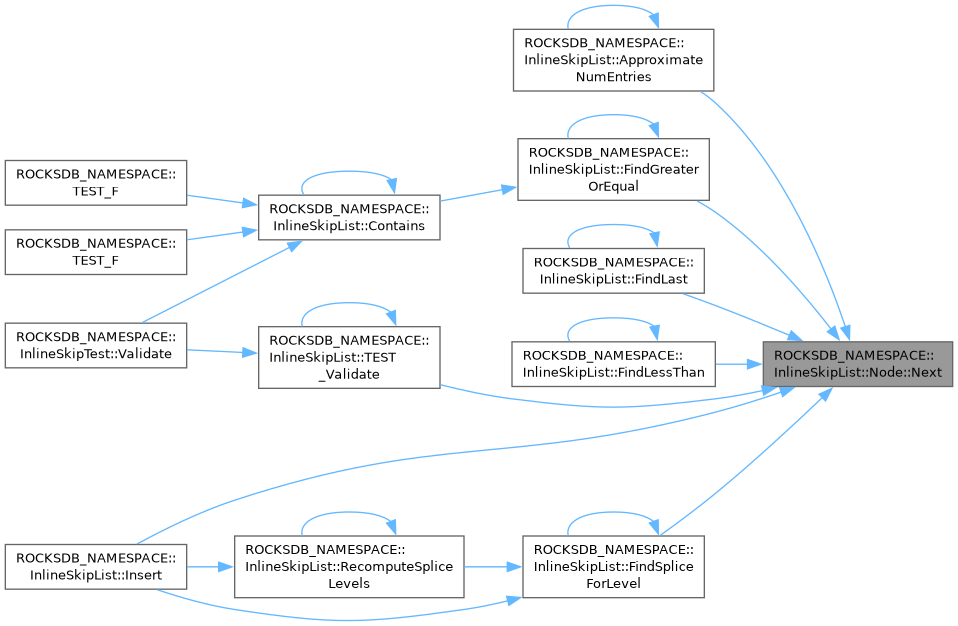 ROCKSDB_NAMESPACE::
InlineSkipList::Approximate
NumEntries
ROCKSDB_NAMESPACE::
InlineSkipList::FindGreater
OrEqual
ROCKSDB_NAMESPACE::
TEST_F
ROCKSDB_NAMESPACE::
InlineSkipList::Contains
ROCKSDB_NAMESPACE::
TEST_F
ROCKSDB_NAMESPACE::
InlineSkipList::FindLast
ROCKSDB_NAMESPACE::
InlineSkipTest::Validate
ROCKSDB_NAMESPACE::
InlineSkipList::TEST
_Validate
ROCKSDB_NAMESPACE::
InlineSkipList::FindLessThan
ROCKSDB_NAMESPACE::
InlineSkipList::Node::Next
ROCKSDB_NAMESPACE::
InlineSkipList::Insert
ROCKSDB_NAMESPACE::
InlineSkipList::RecomputeSplice
Levels
ROCKSDB_NAMESPACE::
InlineSkipList::FindSplice
ForLevel